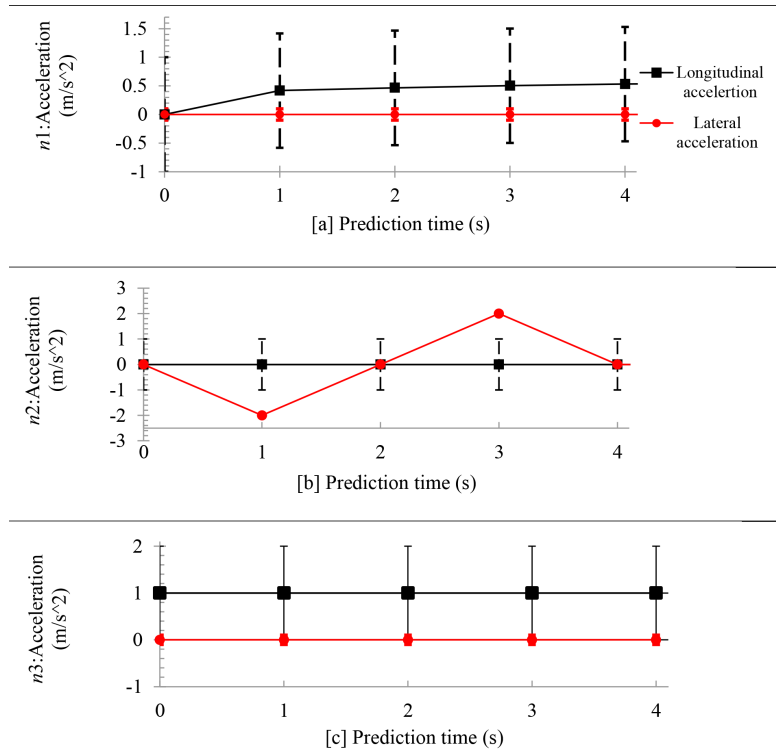 n1:Acceleration
(m/s^2)
1.5
1
0.5
0
-0.5
-1
0 1 2 3 4
[a] Prediction time (s)
Longitudinal
accelertion
Lateral
acceleration
n2:Acceleration
(m/s^2)
3
2
1
0
-1
-2
-3
0 1 2 3 4
[b] Prediction time (s)
n3:Acceleration
(m/s^2)
2
1
0
-1
0 1 2 3 4
[c] Prediction time (s)